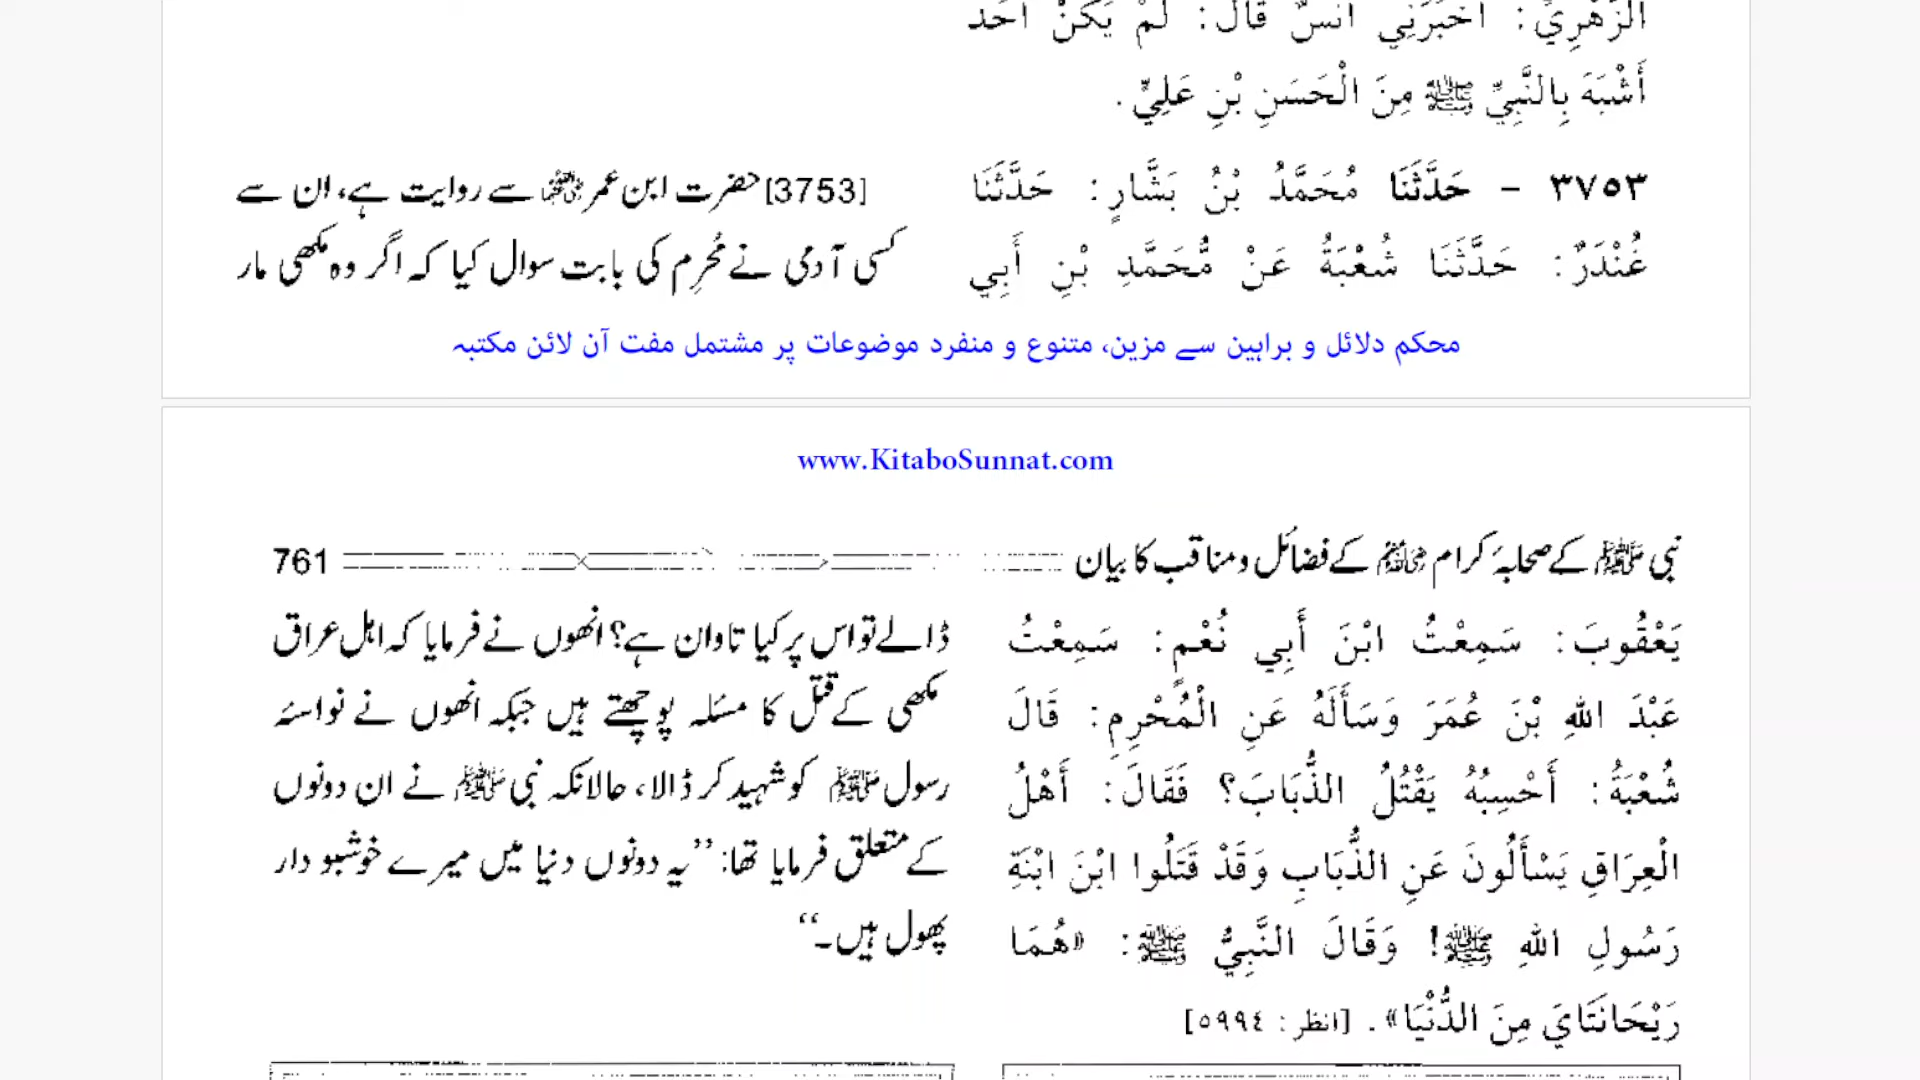 الزُّهْرِيِّ: أَخْبَرَنِي أَنَسٌ قَالَ: لَمْ يَكُنْ أَحَدٌ
أَشْبَهَ بِالنَّبِيِّ ﷺ مِنَ الْحَسَنِ بْنِ عَلِيٍّ.
٣٧٥٣ - حَدَّثَنَا مُحَمَّدُ بْنُ بَشَّارٍ: حَدَّثَنَا
غُنْدَرٌ: حَدَّثَنَا شُعْبَةُ عَنْ مُّحَمَّدِ بْنِ أَبِي
[3753] حضرت ابن عمر ؓ سے روایت ہے، ان سے
کسی آدمی نے مُحرِم کی بابت سوال کیا کہ اگر وہ مکھی مار
محکم دلائل و براہین سے مزین، متنوع و منفرد موضوعات پر مشتمل مفت آن لائن مکتبہ
www.KitaboSunnat.com
نبی ﷺ کے صحابہٴ کرام ؓ کے فضائل و مناقب کا بیان 761
يَعْقُوبَ: سَمِعْتُ ابْنَ أَبِي نُعْمٍ: سَمِعْتُ
عَبْدَ اللهِ بْنَ عُمَرَ وَسَأَلَهُ عَنِ الْمُحْرِمِ: قَالَ
شُعْبَةُ: أَحْسِبُهُ يَقْتُلُ الذُّبَابَ؟ فَقَالَ: أَهْلُ
الْعِرَاقِ يَسْأَلُونَ عَنِ الذُّبَابِ وَقَدْ قَتَلُوا ابْنَ ابْنَةِ
رَسُولِ اللهِ ﷺ! وَقَالَ النَّبِيُّ ﷺ: «هُمَا
رَيْحَانَتَايَ مِنَ الدُّنْيَا». [انظر: ٥٩٩٤]
ڈالے تو اس پر کیا تاوان ہے؟ انھوں نے فرمایا کہ اہل عراق
مکھی کے قتل کا مسئلہ پوچھتے ہیں جبکہ انھوں نے نواسۂ
رسول ﷺ کو شہید کر ڈالا، حالانکہ نبی ﷺ نے ان دونوں
کے متعلق فرمایا تھا: ’’یہ دونوں دنیا میں میرے خوشبو دار
پھول ہیں۔‘‘